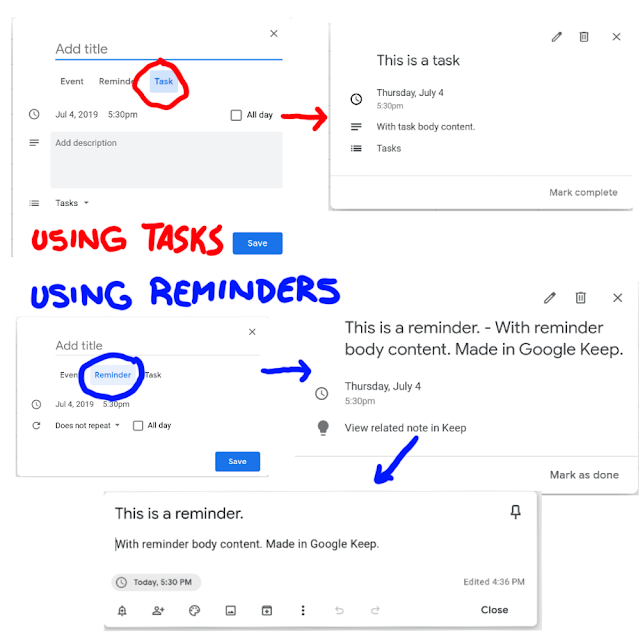 Add title
Event Reminder Task
Jul 4, 2019 5:30pm All day
Add description
Tasks
Save
This is a task
Thursday, July 4
5:30pm
With task body content.
Tasks
Mark complete
USING TASKS
USING REMINDERS
Add title
Event Reminder Task
Jul 4, 2019 5:30pm
Does not repeat All day
Save
This is a reminder. - With reminder
body content. Made in Google Keep.
Thursday, July 4
5:30pm
View related note in Keep
Mark as done
This is a reminder.
With reminder body content. Made in Google Keep.
Today, 5:30 PM
Edited 4:36 PM
Close